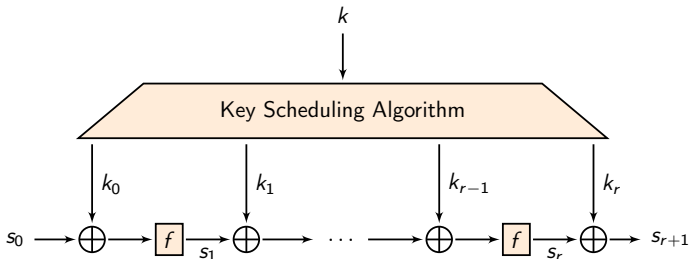 k
Key Scheduling Algorithm
k₀ k₁ kᵣ₋₁ kᵣ
s₀ f s₁ ··· f sᵣ sᵣ₊₁